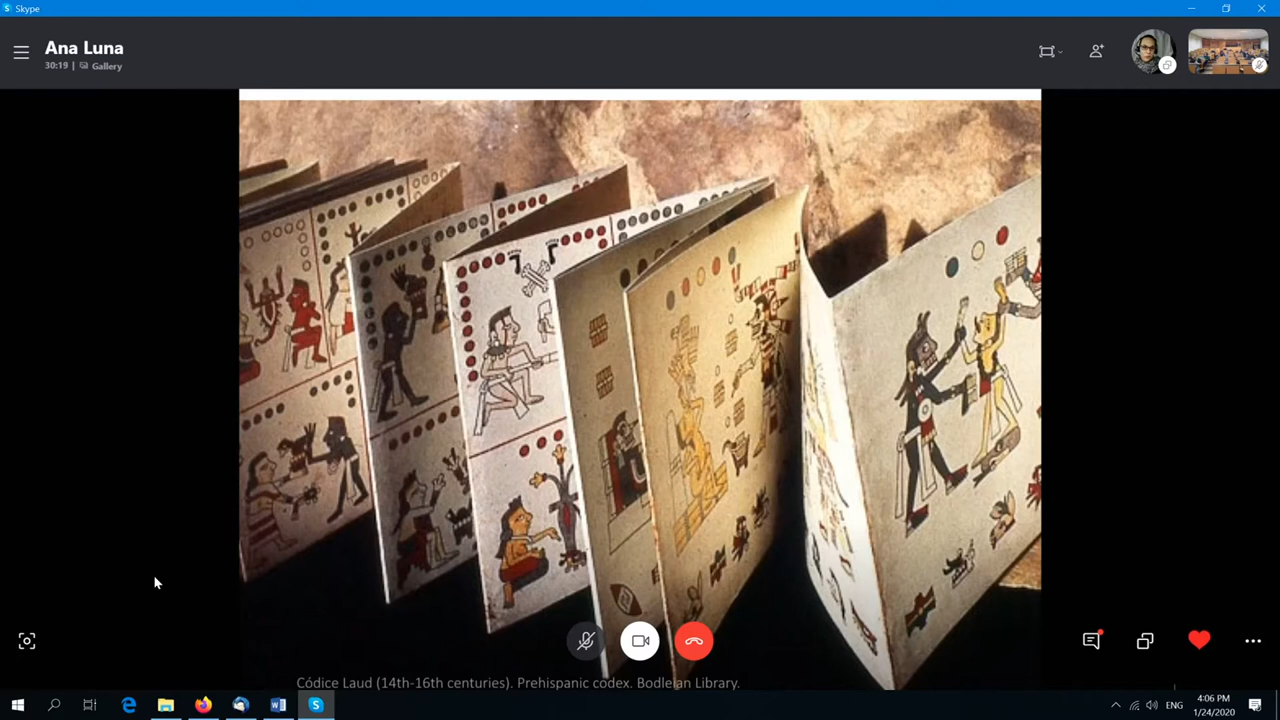 Skype
Ana Luna
30:19 | Gallery
Códice Laud (14th-16th centuries). Prehispanic codex. Bodleian Library.
ENG
4:06 PM
1/24/2020